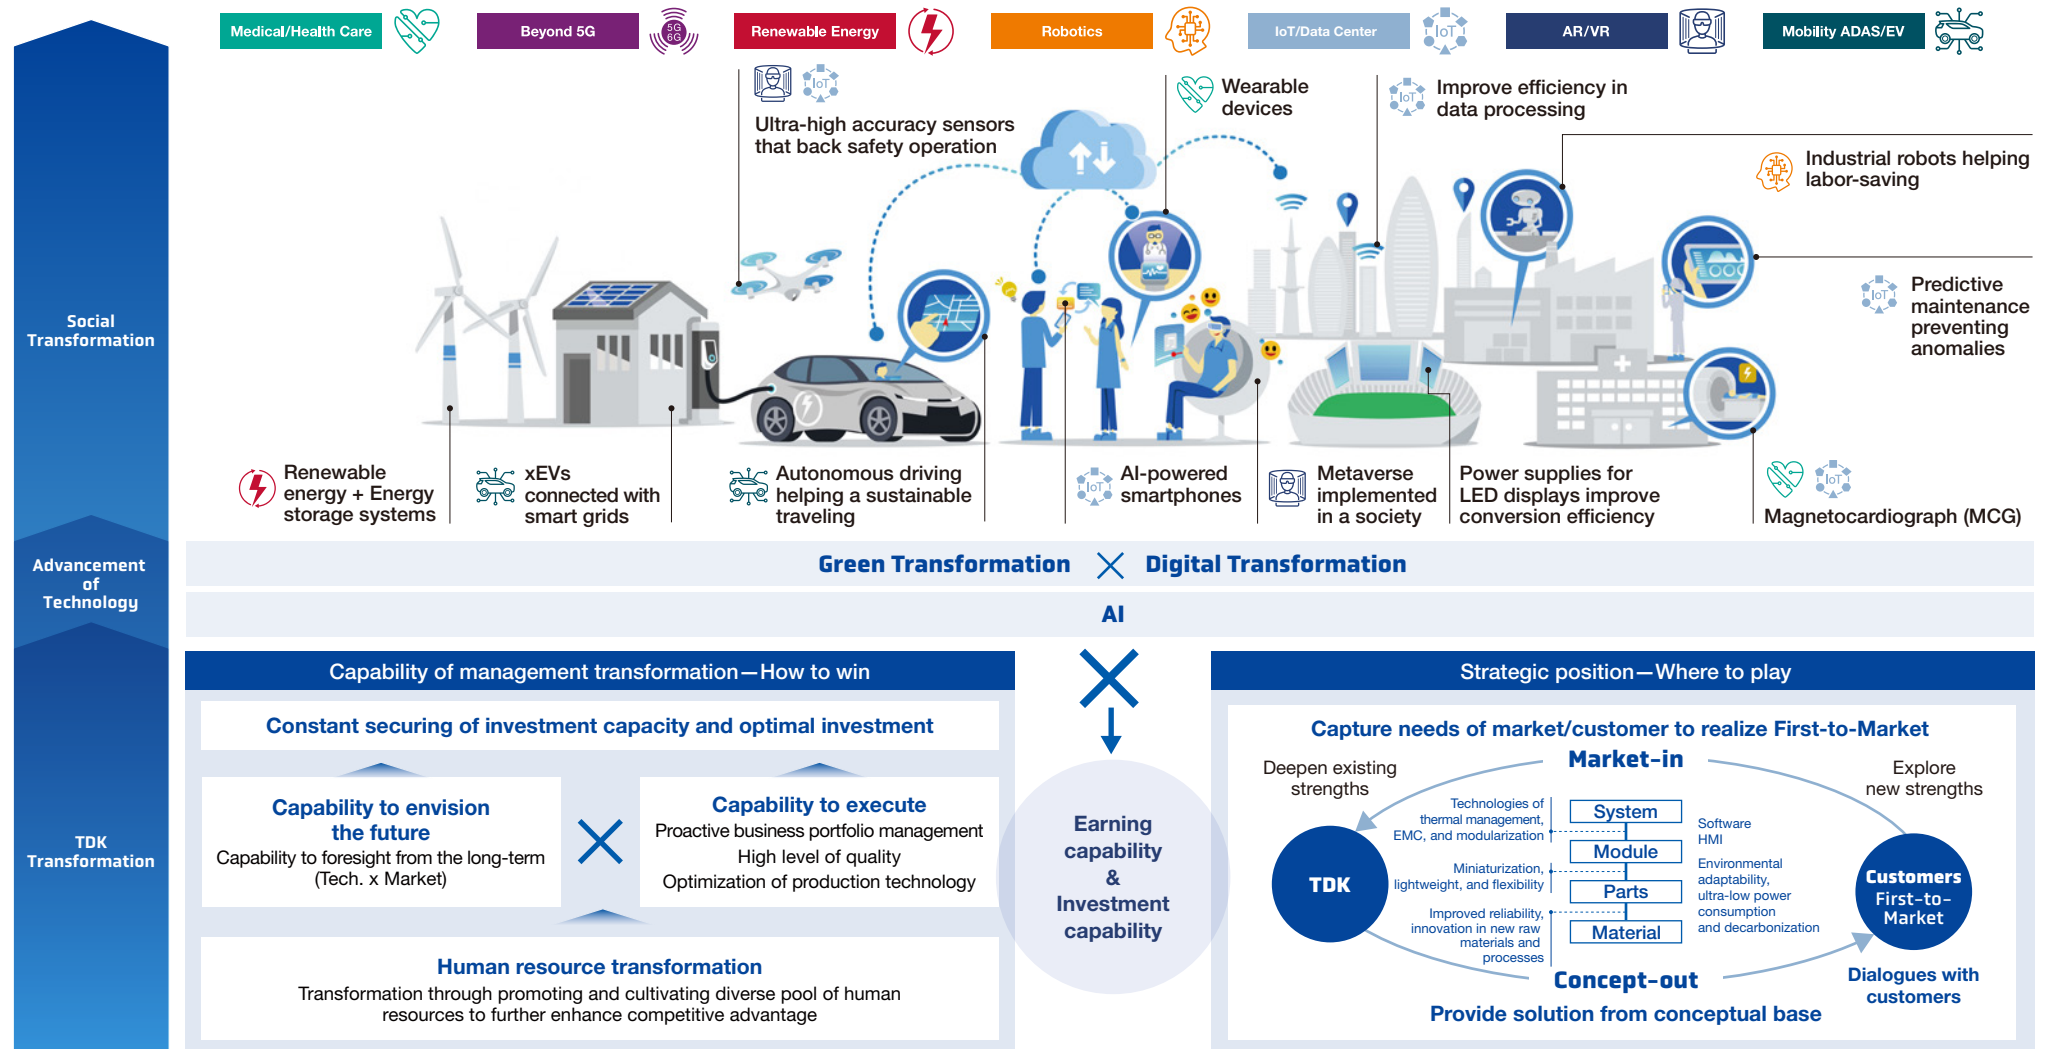 Medical/Health Care
Beyond 5G
5G
6G
Renewable Energy
Robotics
IoT/Data Center
IoT
AR/VR
Mobility ADAS/EV
Social
Transformation
Advancement
of
Technology
TDK
Transformation
IoT
Ultra-high accuracy sensors
that back safety operation
Wearable
devices
IoT
Improve efficiency in
data processing
Industrial robots helping
labor-saving
IoT
Predictive
maintenance
preventing
anomalies
Renewable
energy + Energy
storage systems
xEVs
connected with
smart grids
Autonomous driving
helping a sustainable
traveling
IoT
AI-powered
smartphones
Metaverse
implemented
in a society
Power supplies for
LED displays improve
conversion efficiency
IoT
Magnetocardiograph (MCG)
Green Transformation
Digital Transformation
AI
Capability of management transformation—How to win
Constant securing of investment capacity and optimal investment
Capability to envision
the future
Capability to foresight from the long-term
(Tech. x Market)
Capability to execute
Proactive business portfolio management
High level of quality
Optimization of production technology
Human resource transformation
Transformation through promoting and cultivating diverse pool of human
resources to further enhance competitive advantage
Earning
capability
&
Investment
capability
Strategic position—Where to play
Capture needs of market/customer to realize First-to-Market
Market-in
Deepen existing
strengths
Explore
new strengths
TDK
Technologies of
thermal management,
EMC, and modularization
Miniaturization,
lightweight, and flexibility
Improved reliability,
innovation in new raw
materials and
processes
System
Module
Parts
Material
Software
HMI
Environmental
adaptability,
ultra-low power
consumption
and decarbonization
Customers
First-to-
Market
Concept-out
Dialogues with
customers
Provide solution from conceptual base